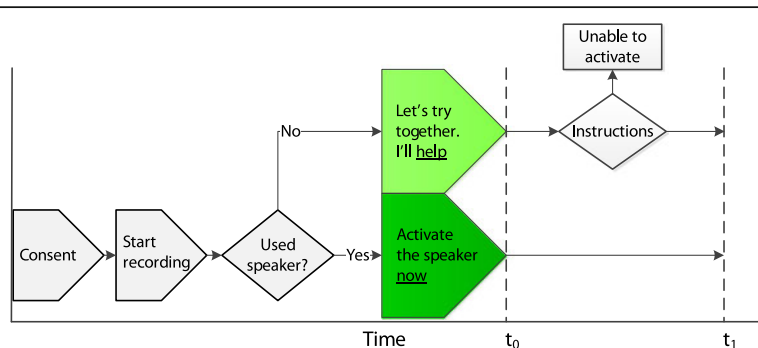 Unable to
activate
Let's try
together.
I'll help
No
Instructions
Consent
Start
recording
Used
speaker?
Yes
Activate
the speaker
now
Time
t0
t1